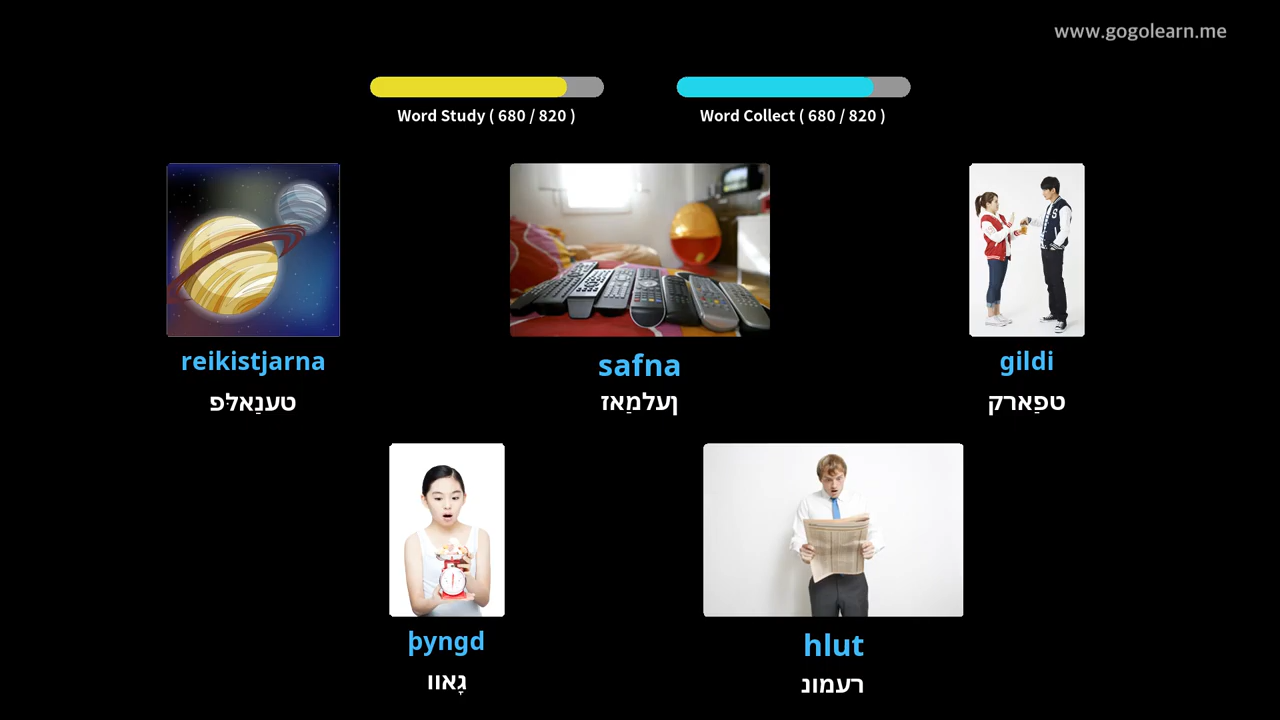 www.gogolearn.me
Word Study ( 680 / 820 )
Word Collect ( 680 / 820 )
reikistjarna
טענַאלּפ
safna
ןעלמַאז
gildi
טפַארק
þyngd
גָאוו
hlut
רעמונ